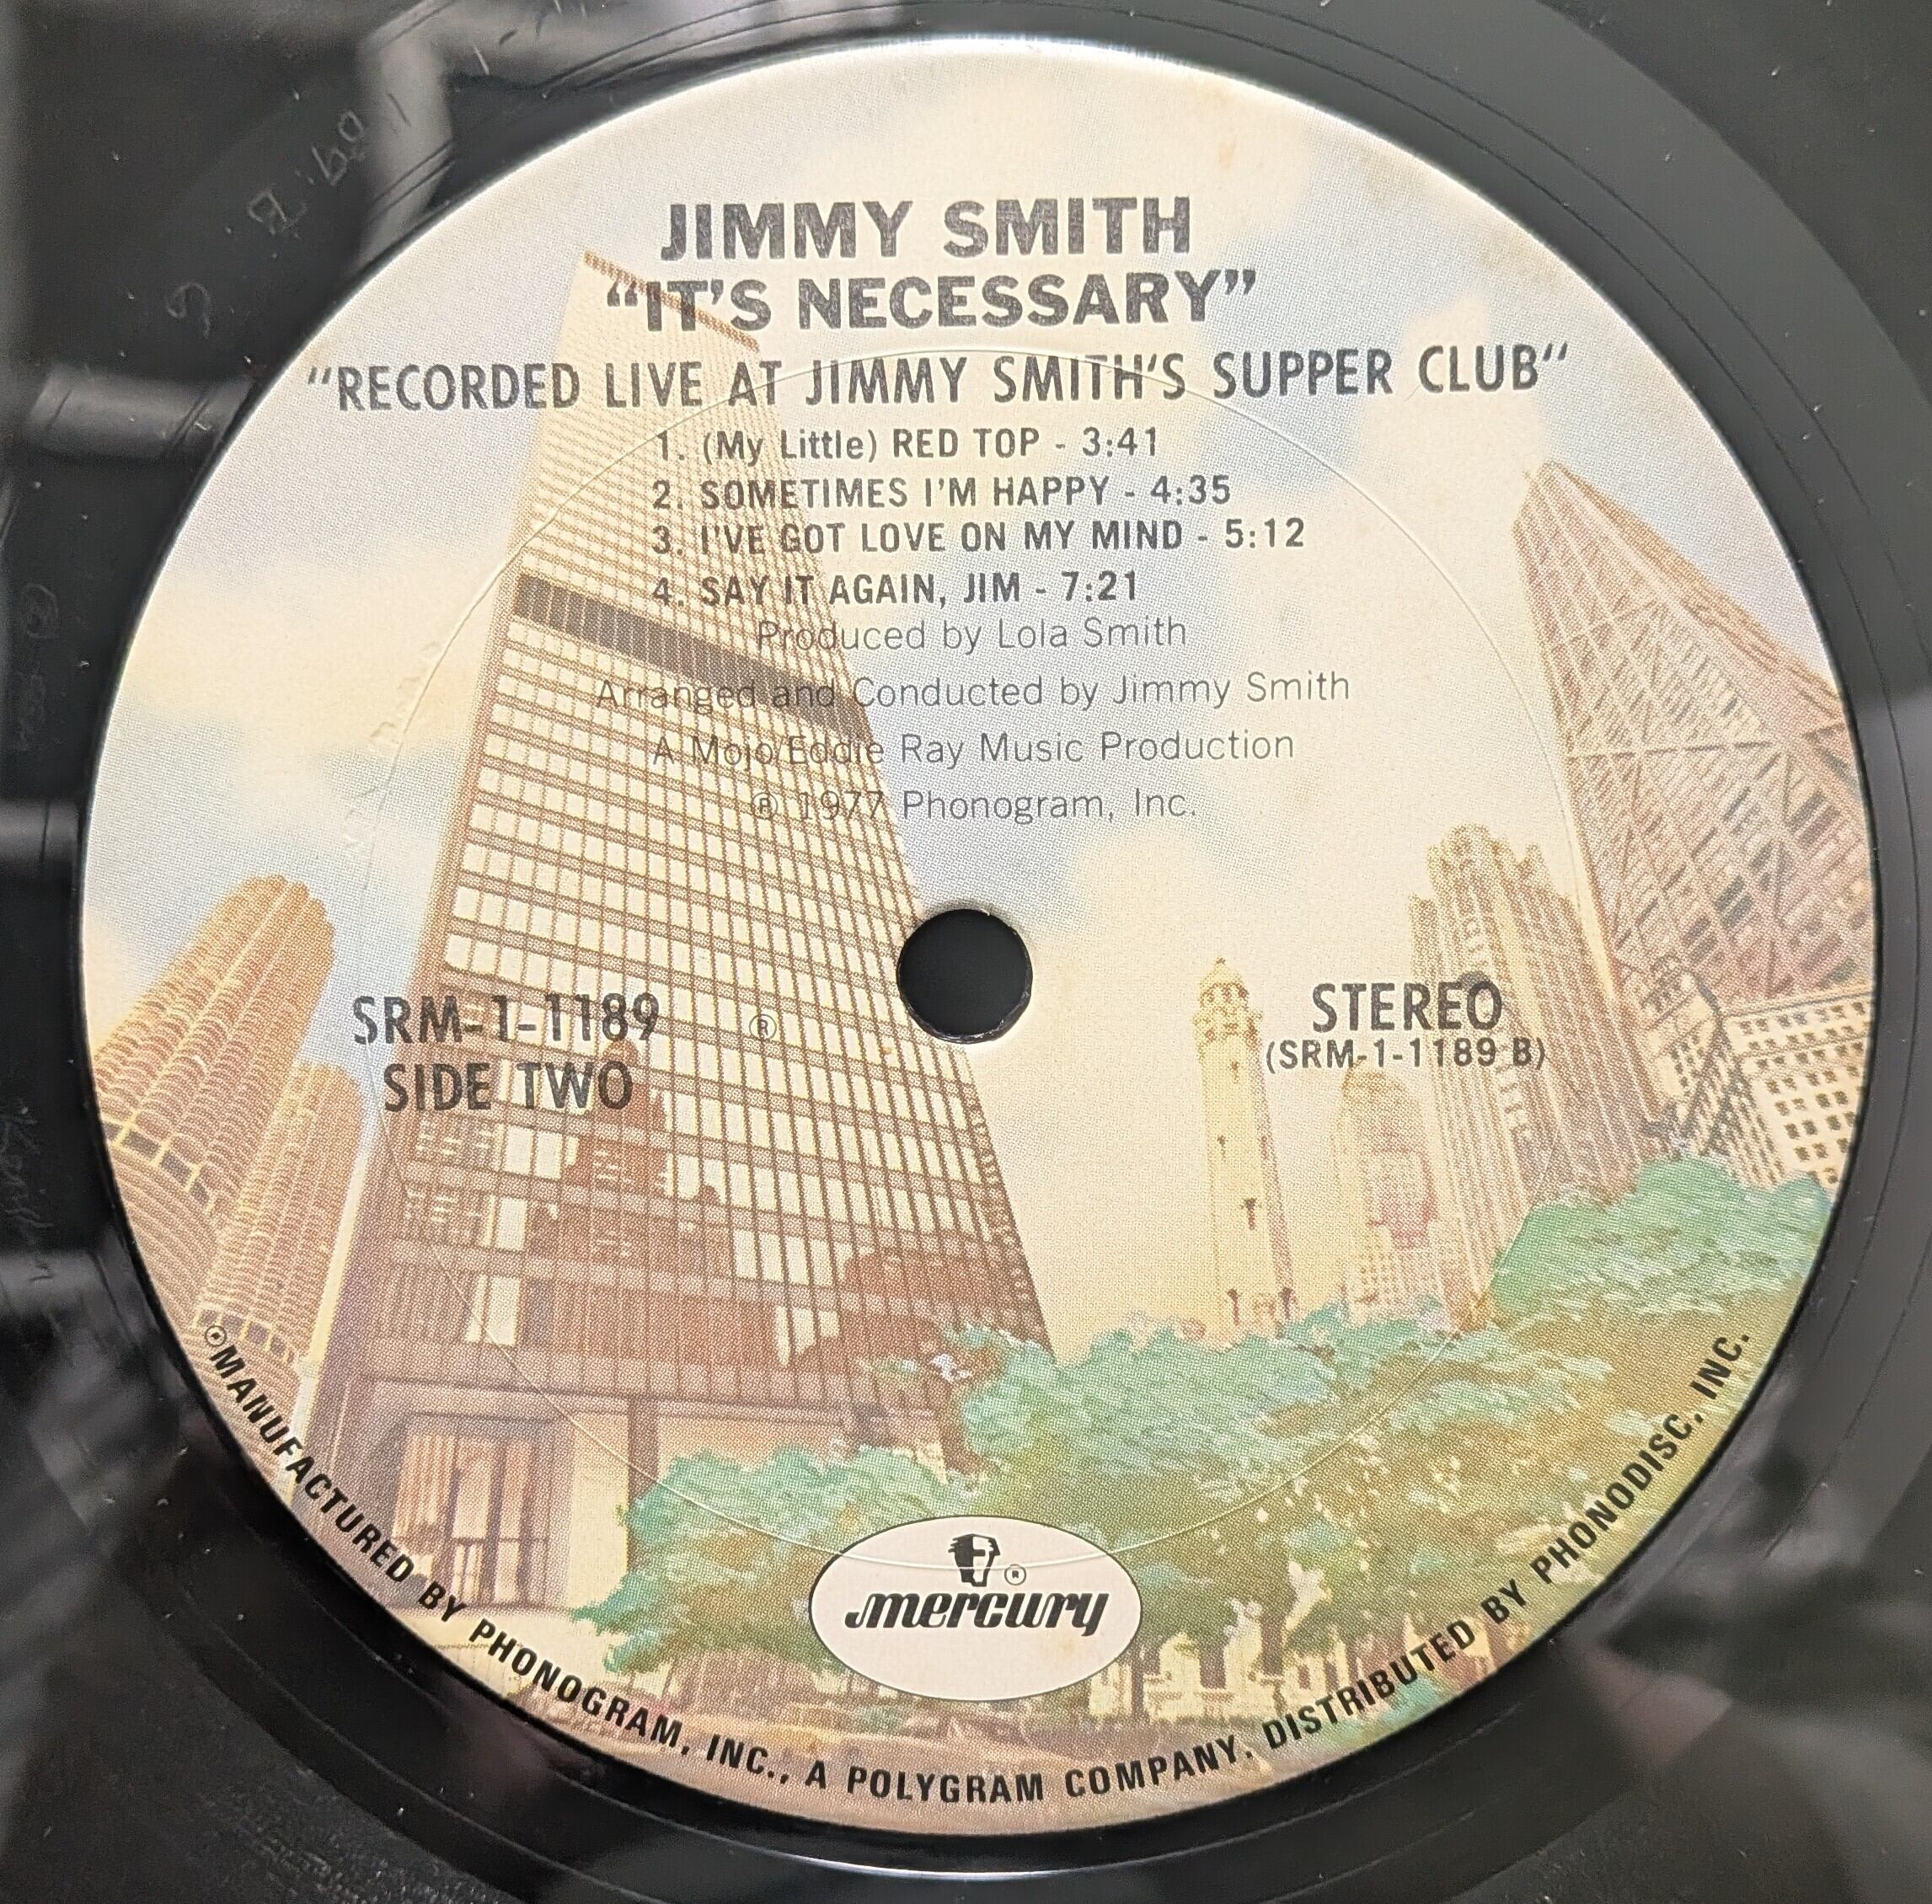 JIMMY SMITH
“IT'S NECESSARY”
"RECORDED LIVE AT JIMMY SMITH'S SUPPER CLUB"
1. (My Little) RED TOP - 3:41
2. SOMETIMES I'M HAPPY - 4:35
3. I'VE GOT LOVE ON MY MIND - 5:12
4. SAY IT AGAIN, JIM - 7:21
Produced by Lola Smith
Arranged and Conducted by Jimmy Smith
A Mojo/Eddie Ray Music Production
℗ 1977 Phonogram, Inc.
SRM-1-1189 ®
SIDE TWO
STEREO
(SRM-1-1189 B)
®
mercury
®MANUFACTURED BY PHONOGRAM, INC., A POLYGRAM COMPANY. DISTRIBUTED BY PHONODISC, INC.